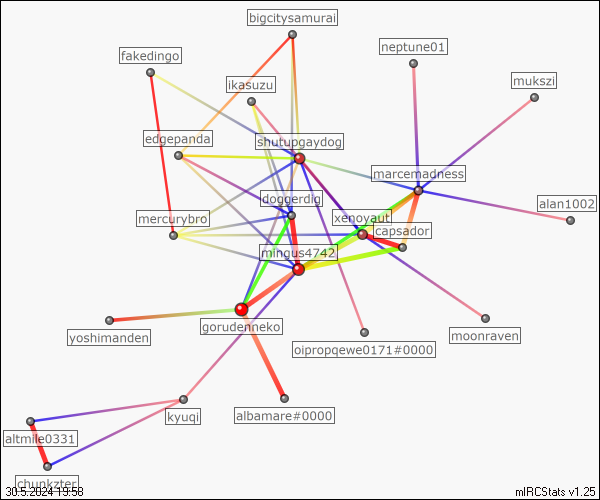 bigcitysamurai
neptune01
fakedingo
ikasuzu
mukszi
edgepanda
shutupgaydog
marcemadness
doggerdig
alan1002
mercurybro
xenoyaut
capsador
mingus4742
gorudenneko
yoshimanden
moonraven
oipropqewe0171#0000
kyuqi
albamare#0000
altmile0331
chunkzter
30.5.2024 19:58
mIRCStats v1.25